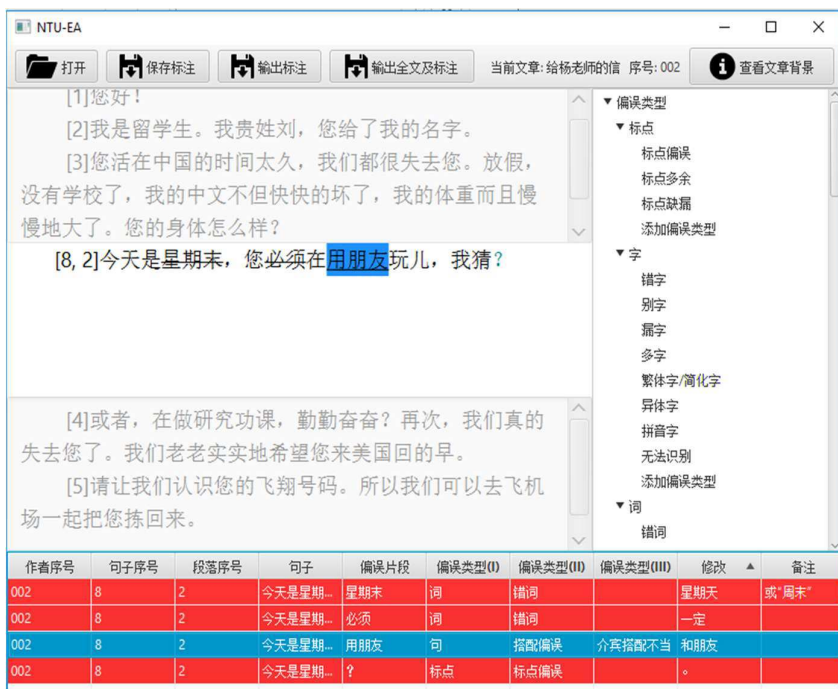 NTU-EA
打开 保存标注 输出标注 输出全文及标注 当前文章: 给杨老师的信 序号: 002 查看文章背景
[1]您好！
[2]我是留学生。我贵姓刘，您给了我的名字。
[3]您活在中国的时间太久，我们都很失去您。放假，
没有学校了，我的中文不但快快的坏了，我的体重而且慢
慢地大了。您的身体怎么样？
[8, 2]今天是星期末，您必须在用朋友玩儿，我猜？
[4]或者，在做研究功课，勤勤奋奋？再次，我们真的
失去您了。我们老老实实地希望您来美国回的早。
[5]请让我们认识您的飞翔号码。所以我们可以去飞机
场一起把您拣回来。
偏误类型
标点
标点偏误
标点多余
标点缺漏
添加偏误类型
字
错字
别字
漏字
多字
繁体字/简化字
异体字
拼音字
无法识别
添加偏误类型
词
错词
作者序号 句子序号 段落序号 句子 偏误片段 偏误类型(I) 偏误类型(II) 偏误类型(III) 修改 备注
002 8 2 今天是星期... 星期末 词 错词 星期天 或"周末"
002 8 2 今天是星期... 必须 词 错词 一定
002 8 2 今天是星期... 用朋友 句 搭配偏误 介宾搭配不当 和朋友
002 8 2 今天是星期... ？ 标点 标点偏误 。